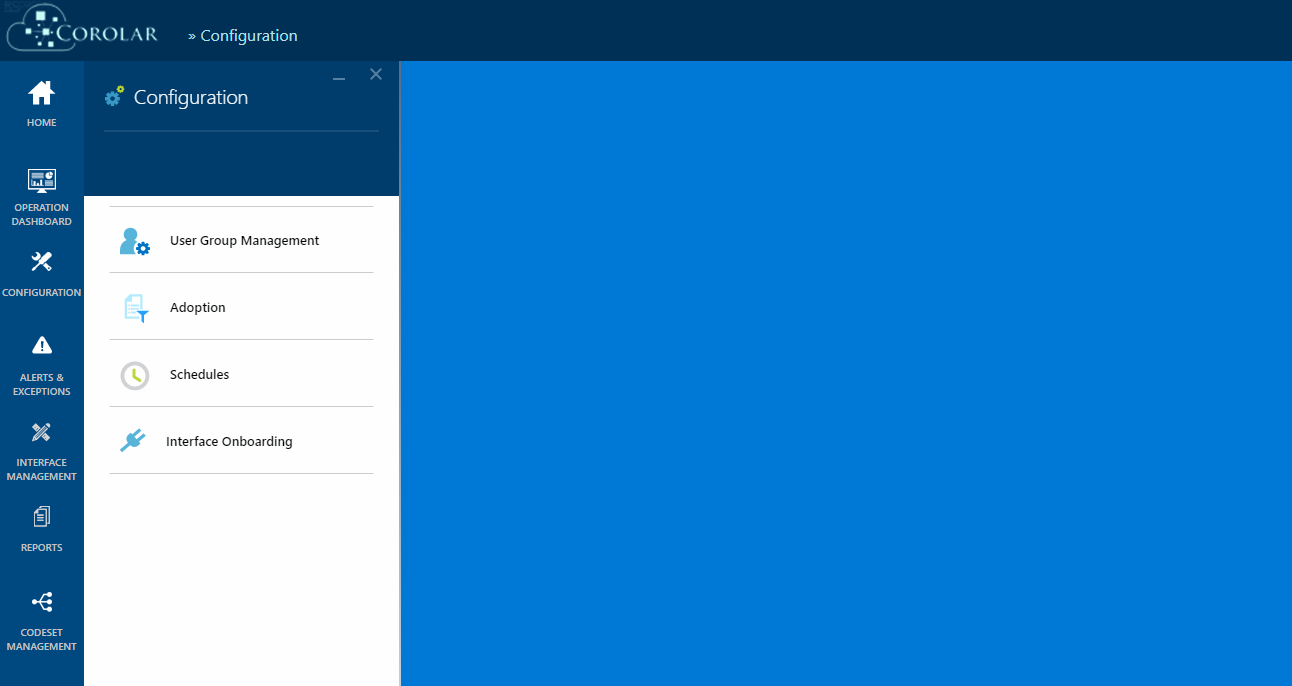 COROLAR
» Configuration
HOME
OPERATION
DASHBOARD
CONFIGURATION
ALERTS &
EXCEPTIONS
INTERFACE
MANAGEMENT
REPORTS
CODESET
MANAGEMENT
Configuration
User Group Management
Adoption
Schedules
Interface Onboarding